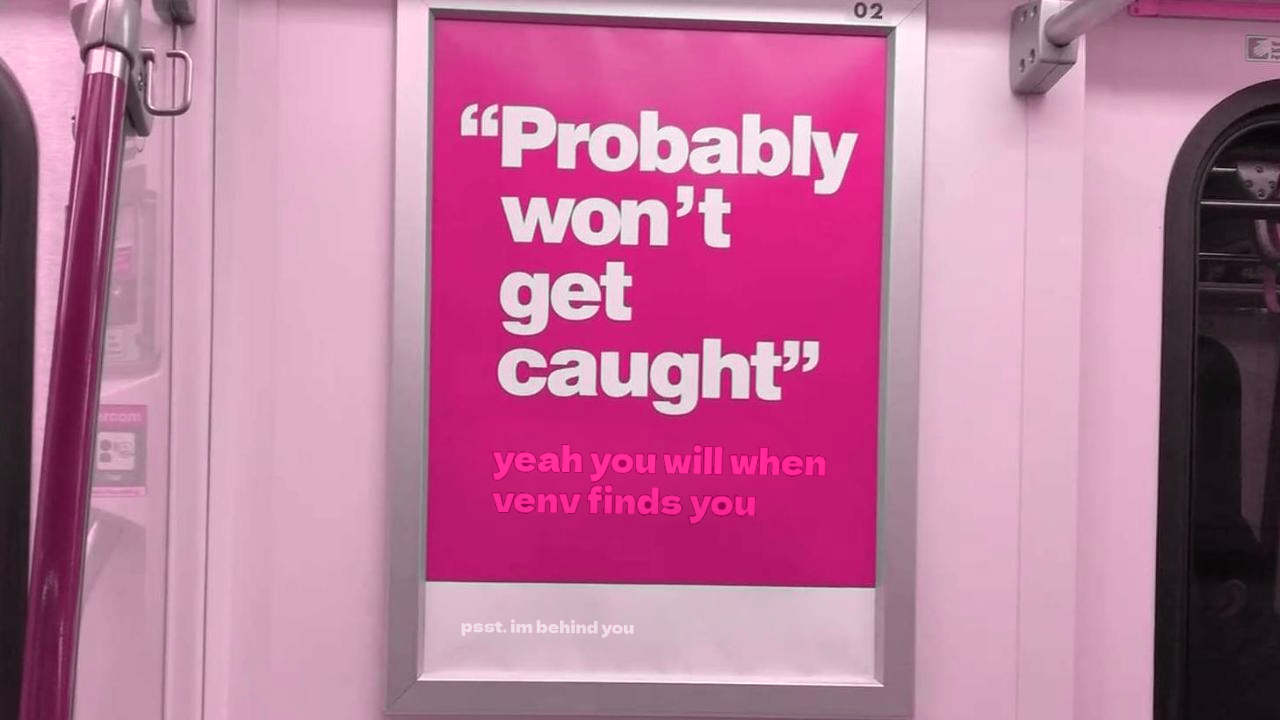 02
“Probably
won’t
get
caught”
yeah you will when
venv finds you
psst. im behind you